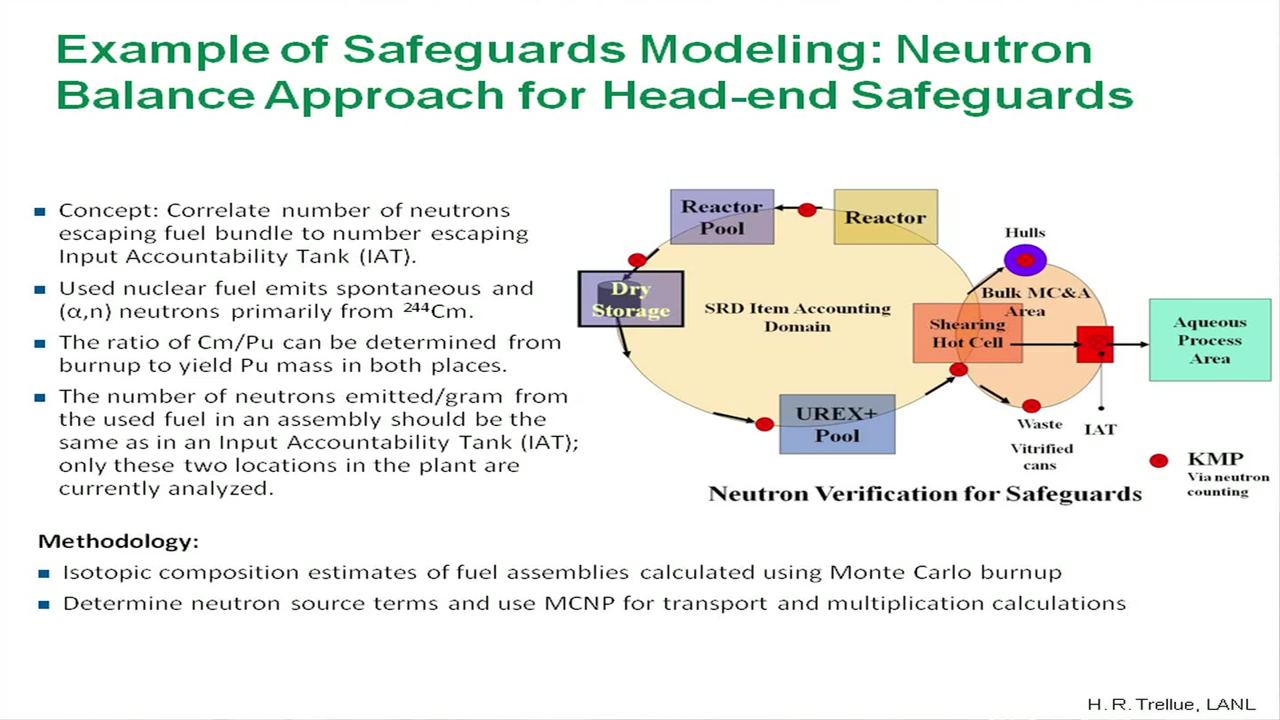 Example of Safeguards Modeling: Neutron
Balance Approach for Head-end Safeguards
Concept: Correlate number of neutrons
escaping fuel bundle to number escaping
Input Accountability Tank (IAT).
Used nuclear fuel emits spontaneous and
(α,n) neutrons primarily from ²⁴⁴Cm.
The ratio of Cm/Pu can be determined from
burnup to yield Pu mass in both places.
The number of neutrons emitted/gram from
the used fuel in an assembly should be the
same as in an Input Accountability Tank (IAT);
only these two locations in the plant are
currently analyzed.
Reactor
Pool
Reactor
Hulls
Dry
Storage
SRD Item Accounting
Domain
Bulk MC&A
Area
Shearing
Hot Cell
Aqueous
Process
Area
UREX+
Pool
Waste
Vitrified
cans
IAT
KMP
Via neutron
counting
Neutron Verification for Safeguards
Methodology:
Isotopic composition estimates of fuel assemblies calculated using Monte Carlo burnup
Determine neutron source terms and use MCNP for transport and multiplication calculations
H. R. Trellue, LANL